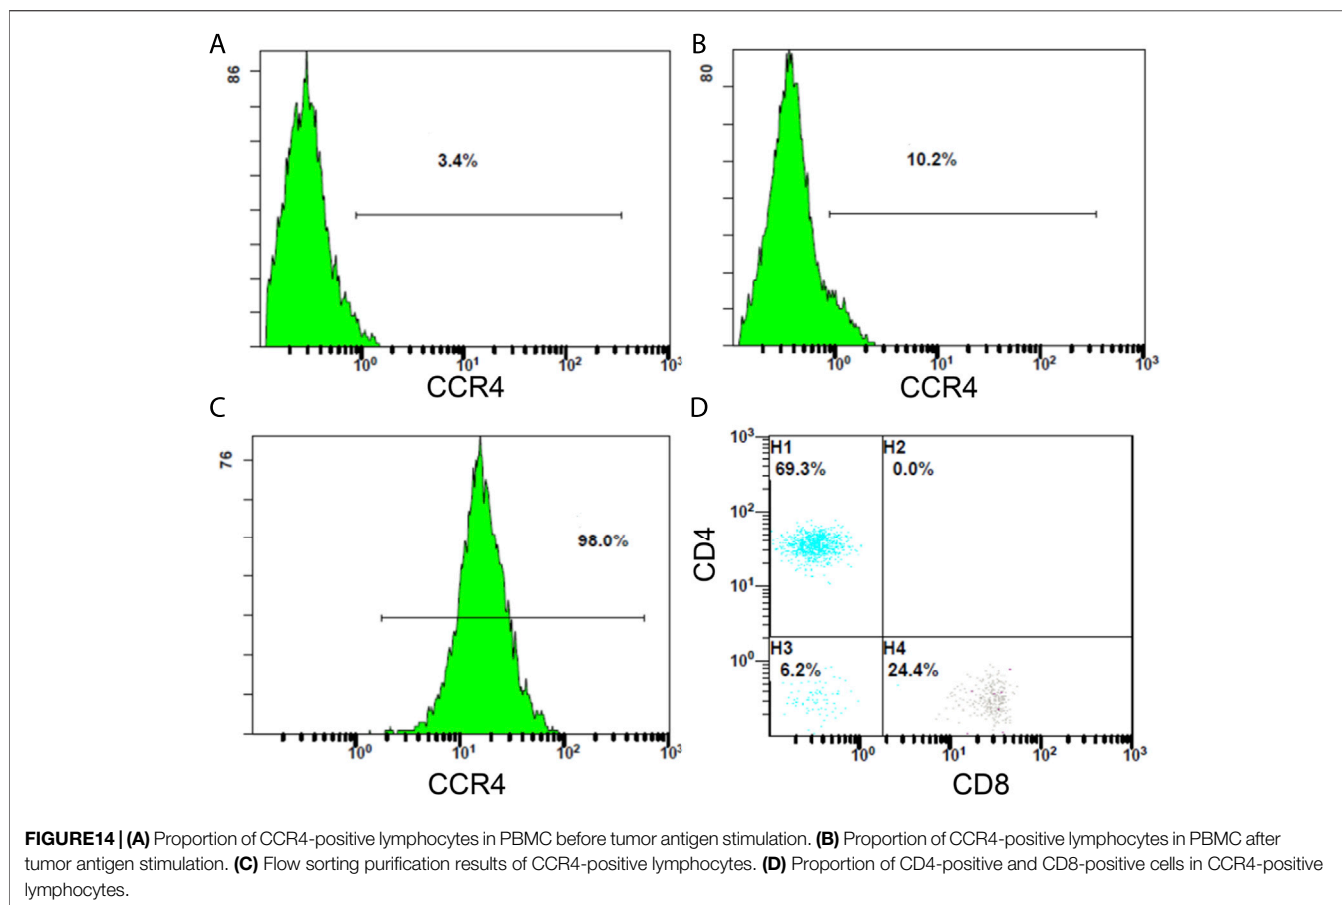 A
86
3.4%
10⁰ 10¹ 10² 10³
CCR4
B
80
10.2%
10⁰ 10¹ 10² 10³
CCR4
C
76
98.0%
10⁰ 10¹ 10² 10³
CCR4
D
10³
10²
10¹
10⁰
CD4
H1
69.3%
H2
0.0%
H3
6.2%
H4
24.4%
10⁰ 10¹ 10² 10³
CD8
FIGURE14 | (A) Proportion of CCR4-positive lymphocytes in PBMC before tumor antigen stimulation. (B) Proportion of CCR4-positive lymphocytes in PBMC after
tumor antigen stimulation. (C) Flow sorting purification results of CCR4-positive lymphocytes. (D) Proportion of CD4-positive and CD8-positive cells in CCR4-positive
lymphocytes.